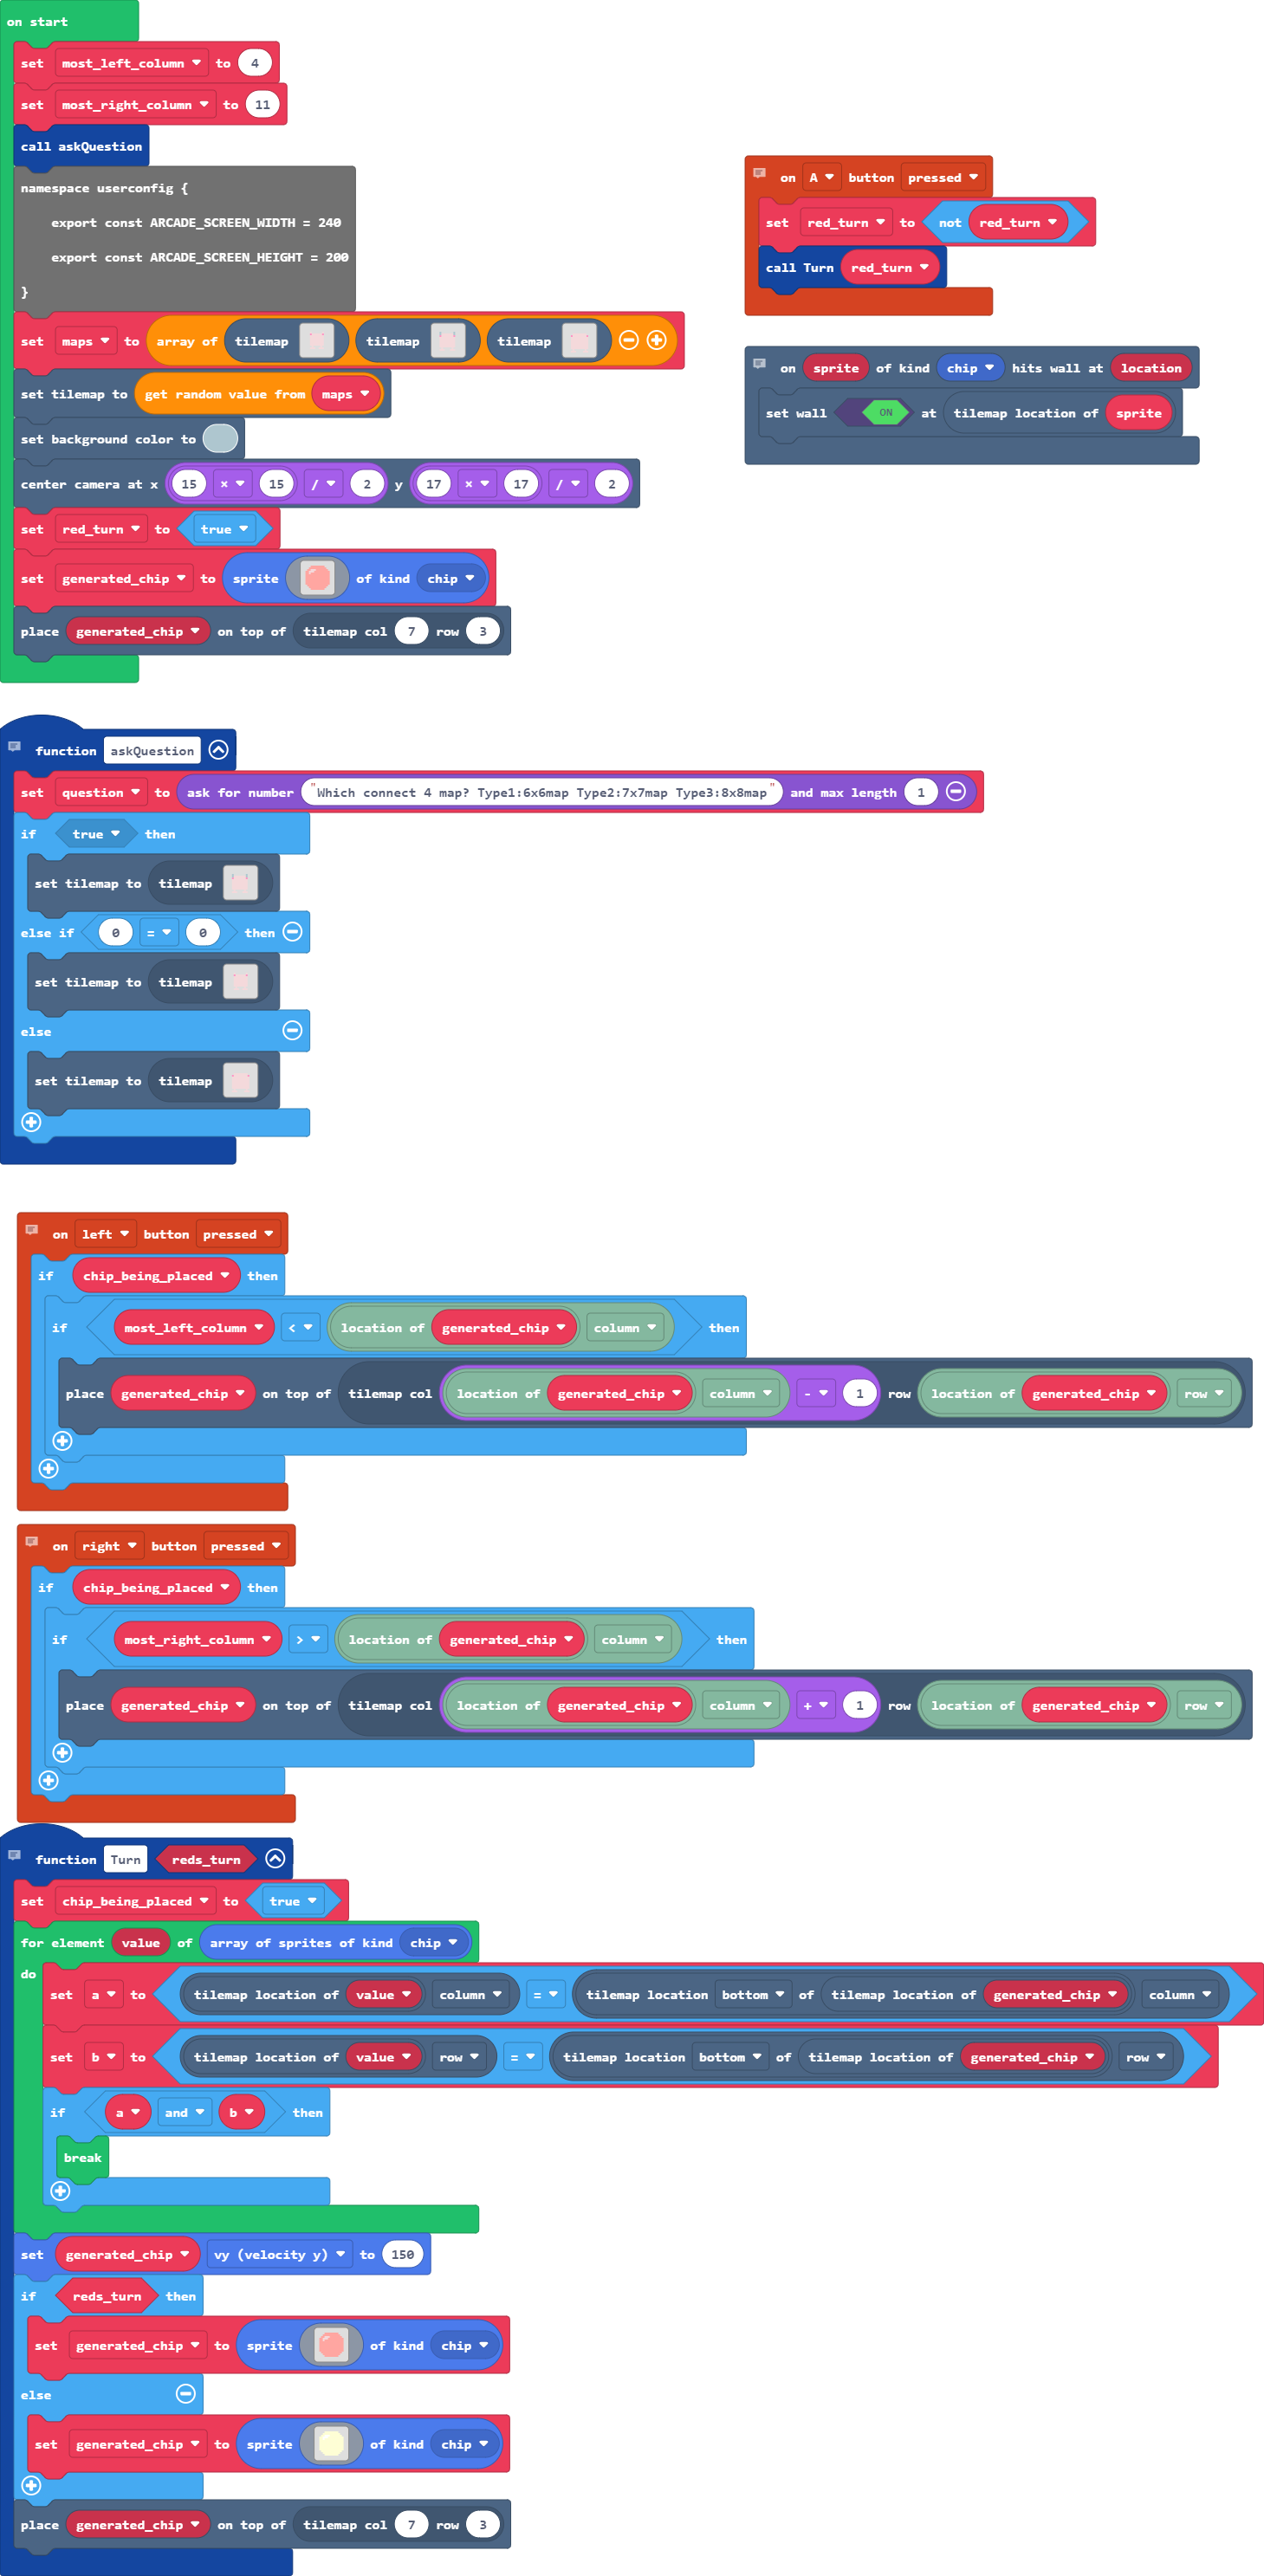 on start
set most_left_column to 4
set most_right_column to 11
call askQuestion
namespace userconfig {
export const ARCADE_SCREEN_WIDTH = 240
export const ARCADE_SCREEN_HEIGHT = 200
}
set maps to array of tilemap tilemap tilemap
set tilemap to get random value from maps
set background color to
center camera at x 15 × 15 / 2 y 17 × 17 / 2
set red_turn to true
set generated_chip to sprite of kind chip
place generated_chip on top of tilemap col 7 row 3
on A button pressed
set red_turn to not red_turn
call Turn red_turn
on sprite of kind chip hits wall at location
set wall ON at tilemap location of sprite
function askQuestion
set question to ask for number "Which connect 4 map? Type1:6x6map Type2:7x7map Type3:8x8map" and max length 1
if true then
set tilemap to tilemap
else if 0 = 0 then
set tilemap to tilemap
else
set tilemap to tilemap
on left button pressed
if chip_being_placed then
if most_left_column < location of generated_chip column then
place generated_chip on top of tilemap col location of generated_chip column - 1 row location of generated_chip row
on right button pressed
if chip_being_placed then
if most_right_column > location of generated_chip column then
place generated_chip on top of tilemap col location of generated_chip column + 1 row location of generated_chip row
function Turn reds_turn
set chip_being_placed to true
for element value of array of sprites of kind chip
do
set a to tilemap location of value column = tilemap location bottom of tilemap location of generated_chip column
set b to tilemap location of value row = tilemap location bottom of tilemap location of generated_chip row
if a and b then
break
set generated_chip vy (velocity y) to 150
if reds_turn then
set generated_chip to sprite of kind chip
else
set generated_chip to sprite of kind chip
place generated_chip on top of tilemap col 7 row 3